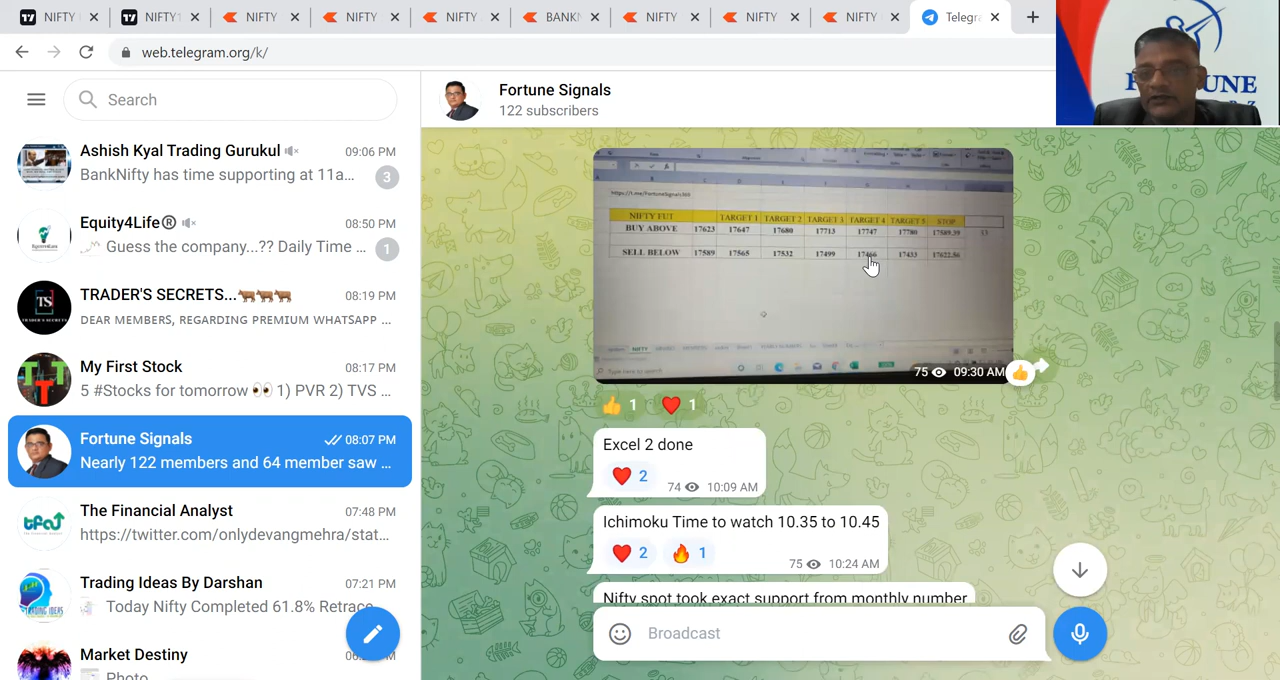 NIFTY
NIFTY
NIFTY
NIFTY
NIFTY
BANKN
NIFTY
NIFTY
NIFTY
Telegr
web.telegram.org/k/
Search
Fortune Signals
122 subscribers
Ashish Kyal Trading Gurukul
09:06 PM
BankNifty has time supporting at 11a...
3
Equity4Life®
08:50 PM
Guess the company...?? Daily Time ...
1
TRADER'S SECRETS...🐂🐂🐂
08:19 PM
DEAR MEMBERS, REGARDING PREMIUM WHATSAPP ...
My First Stock
08:17 PM
5 #Stocks for tomorrow 👀 1) PVR 2) TVS ...
Fortune Signals
08:07 PM
Nearly 122 members and 64 member saw ...
The Financial Analyst
07:48 PM
https://twitter.com/onlydevangmehra/stat...
Trading Ideas By Darshan
07:21 PM
Today Nifty Completed 61.8% Retrace
Market Destiny
Photo
NIFTY FUT TARGET 1 TARGET 2 TARGET 3 TARGET 4 TARGET 5 STOP
BUY ABOVE 17623 17647 17680 17713 17747 17780 17589.39 33
SELL BELOW 17589 17565 17532 17499 17466 17433 17622.86
NIFTY
75 09:30 AM
👍 1 ❤️ 1
Excel 2 done
❤️ 2 74 10:09 AM
Ichimoku Time to watch 10.35 to 10.45
❤️ 2 🔥 1 75 10:24 AM
Nifty spot took exact support from monthly number
Broadcast